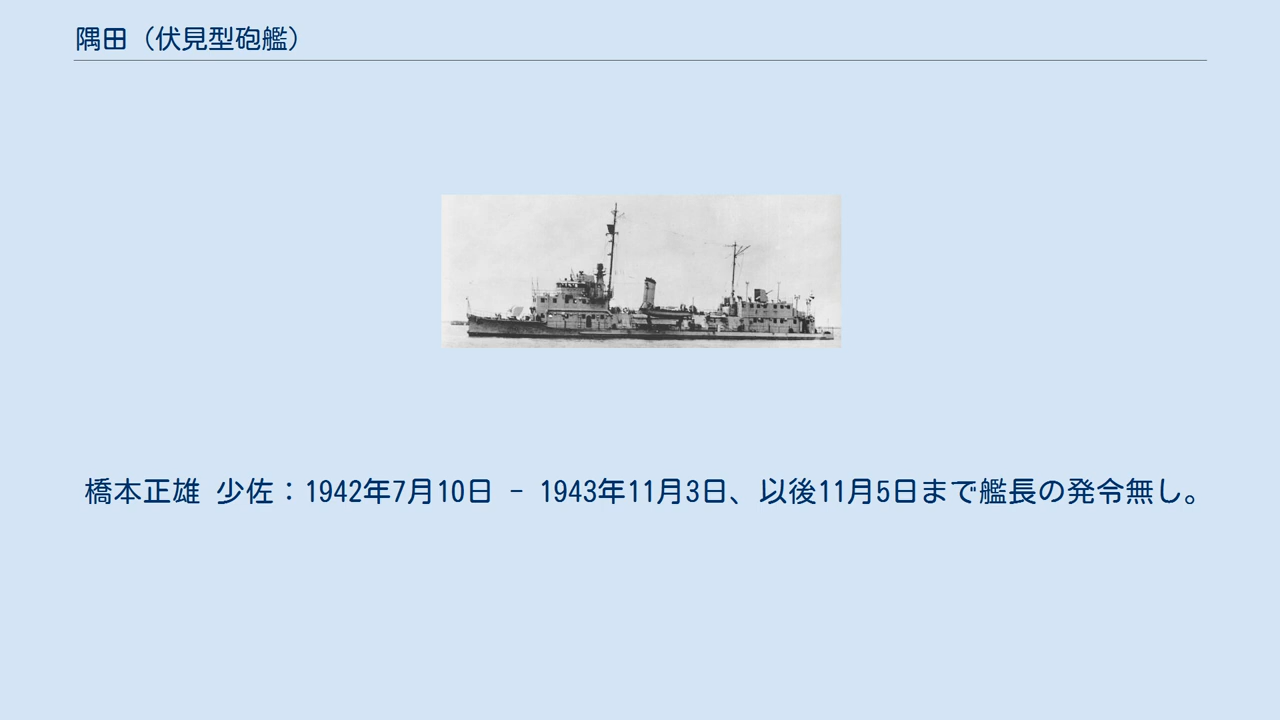 隅田（伏見型砲艦）
橋本正雄 少佐：1942年7月10日 - 1943年11月3日、以後11月5日まで艦長の発令無し。